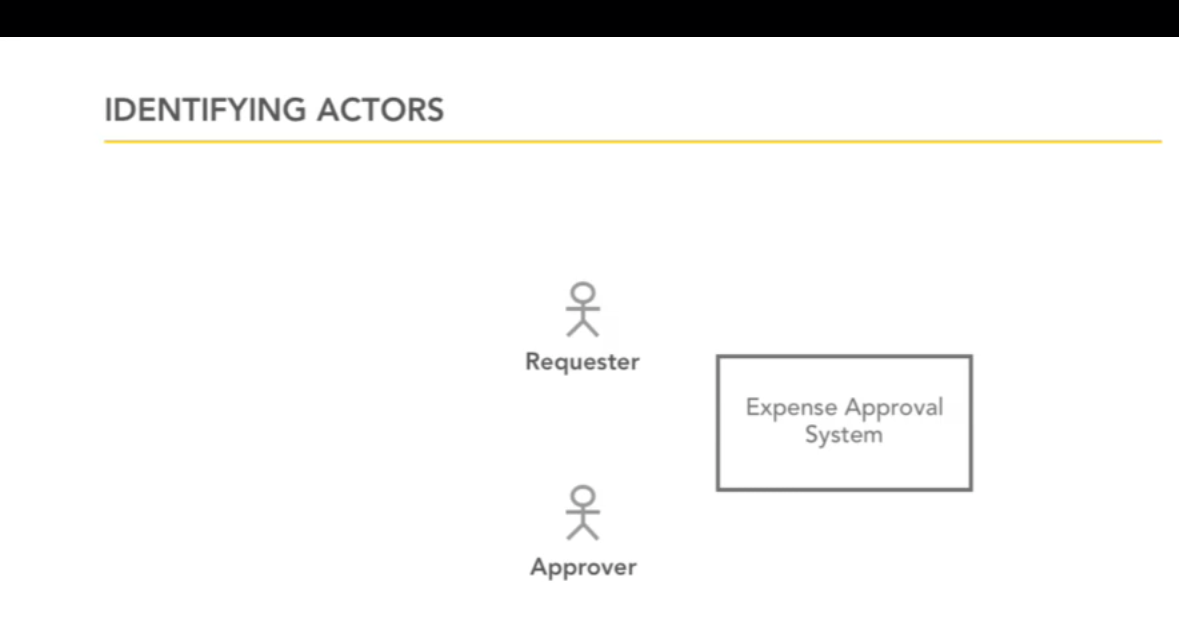 IDENTIFYING ACTORS
Requester
Expense Approval
System
Approver